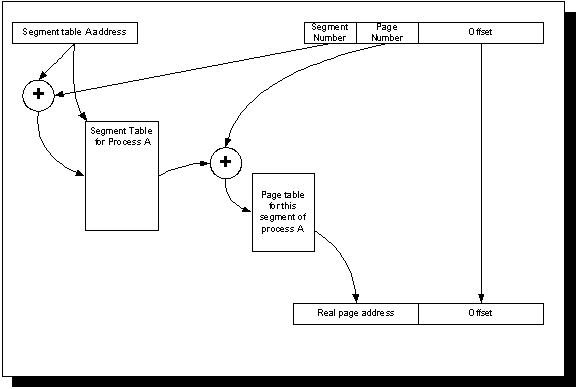 Segment table A address
Segment
Number
Page
Number
Offset
+
Segment Table
for Process A
+
Page table
for this
segment of
process A
Real page address
Offset